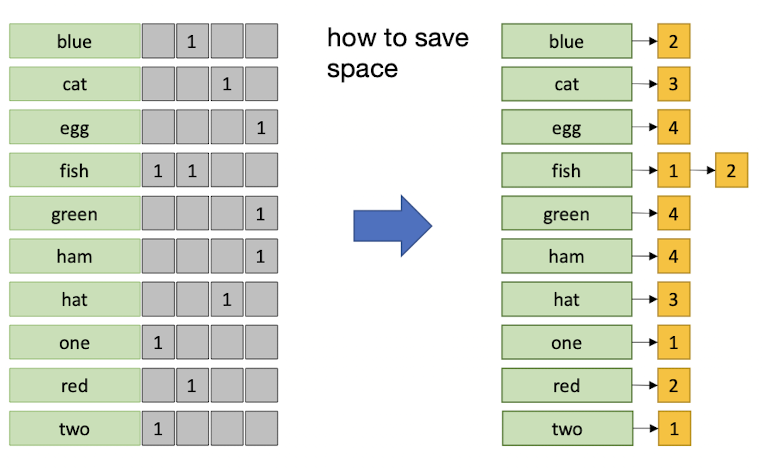 how to save
space
blue 1
cat 1
egg 1
fish 1 1
green 1
ham 1
hat 1
one 1
red 1
two 1
blue 2
cat 3
egg 4
fish 1 2
green 4
ham 4
hat 3
one 1
red 2
two 1